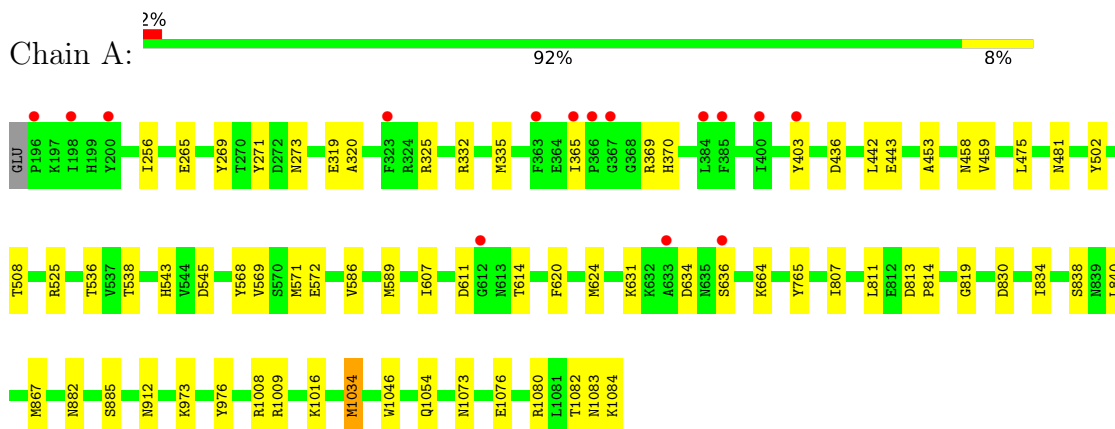 2%
Chain A:
92%
8%
GLU P196 K197 I198 H199 Y200 I256 E265 Y269 T270 Y271 D272 N273 E319 A320 F323 R324 R325 R332 M335 F363 E364 I365 P366 G367 G368 R369 H370 L384 F385 I400 Y403 D436 L442 E443 A453 N458 V459 L475 N481 Y502
T508 R525 T536 V537 T538 H543 V544 D545 Y568 V569 S570 M571 E572 V586 M589 I607 D611 G612 N613 T614 F620 M624 K631 K632 A633 D634 N635 S636 K664 Y765 I807 L811 E812 D813 P814 G819 D830 I834 S838 N839
M867 N882 S885 N912 K973 Y976 R1008 R1009 K1016 M1034 W1046 Q1054 N1073 E1076 R1080 L1081 T1082 N1083 K1084